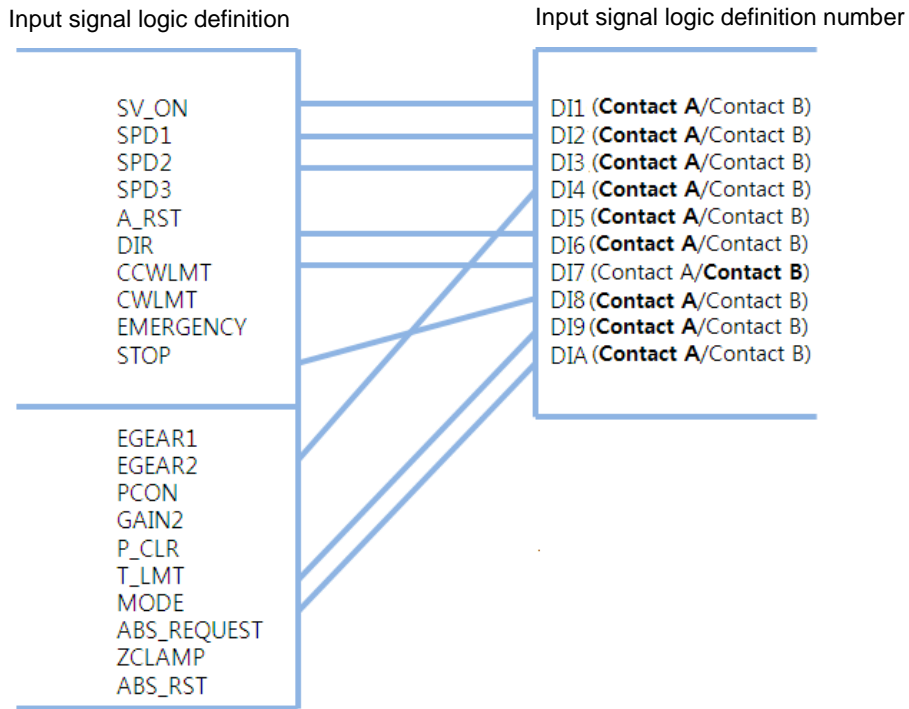 Input signal logic definition
Input signal logic definition number
SV_ON
SPD1
SPD2
SPD3
A_RST
DIR
CCWLMT
CWLMT
EMERGENCY
STOP
EGEAR1
EGEAR2
PCON
GAIN2
P_CLR
T_LMT
MODE
ABS_REQUEST
ZCLAMP
ABS_RST
DI1 (Contact A/Contact B)
DI2 (Contact A/Contact B)
DI3 (Contact A/Contact B)
DI4 (Contact A/Contact B)
DI5 (Contact A/Contact B)
DI6 (Contact A/Contact B)
DI7 (Contact A/Contact B)
DI8 (Contact A/Contact B)
DI9 (Contact A/Contact B)
DIA (Contact A/Contact B)